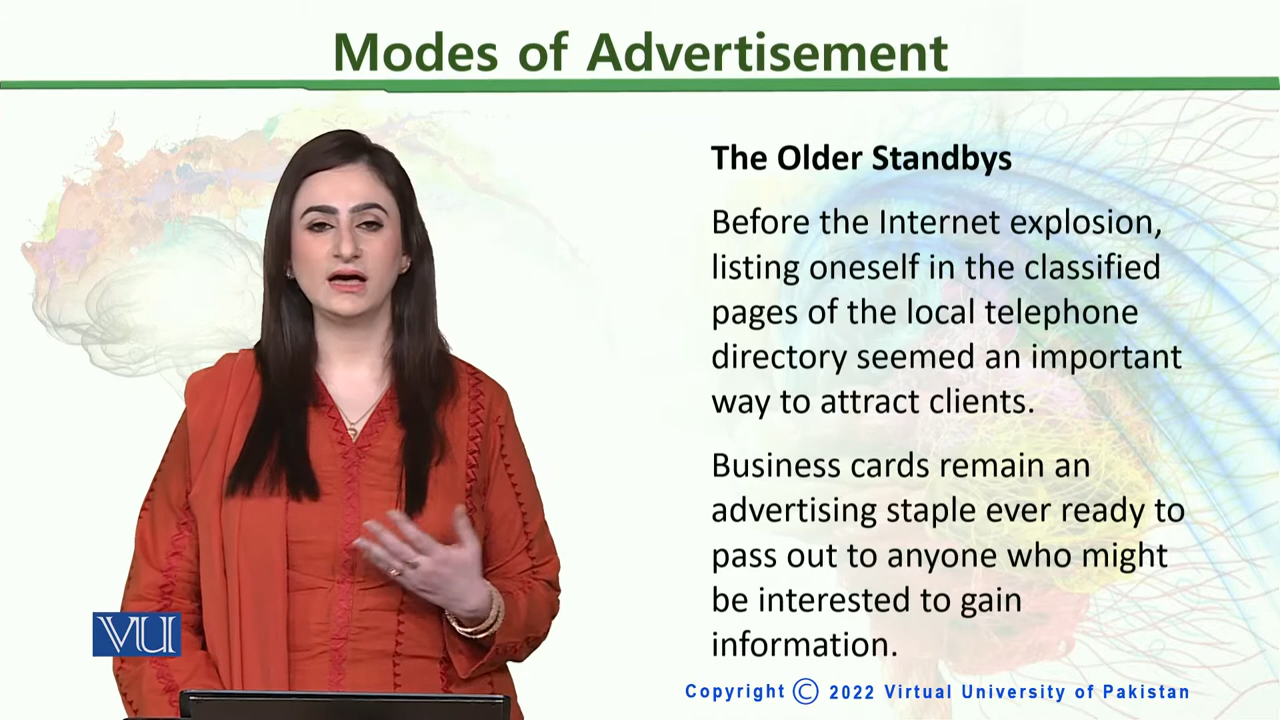 Modes of Advertisement
The Older Standbys
Before the Internet explosion,
listing oneself in the classified
pages of the local telephone
directory seemed an important
way to attract clients.
Business cards remain an
advertising staple ever ready to
pass out to anyone who might
be interested to gain
information.
VU
Copyright © 2022 Virtual University of Pakistan